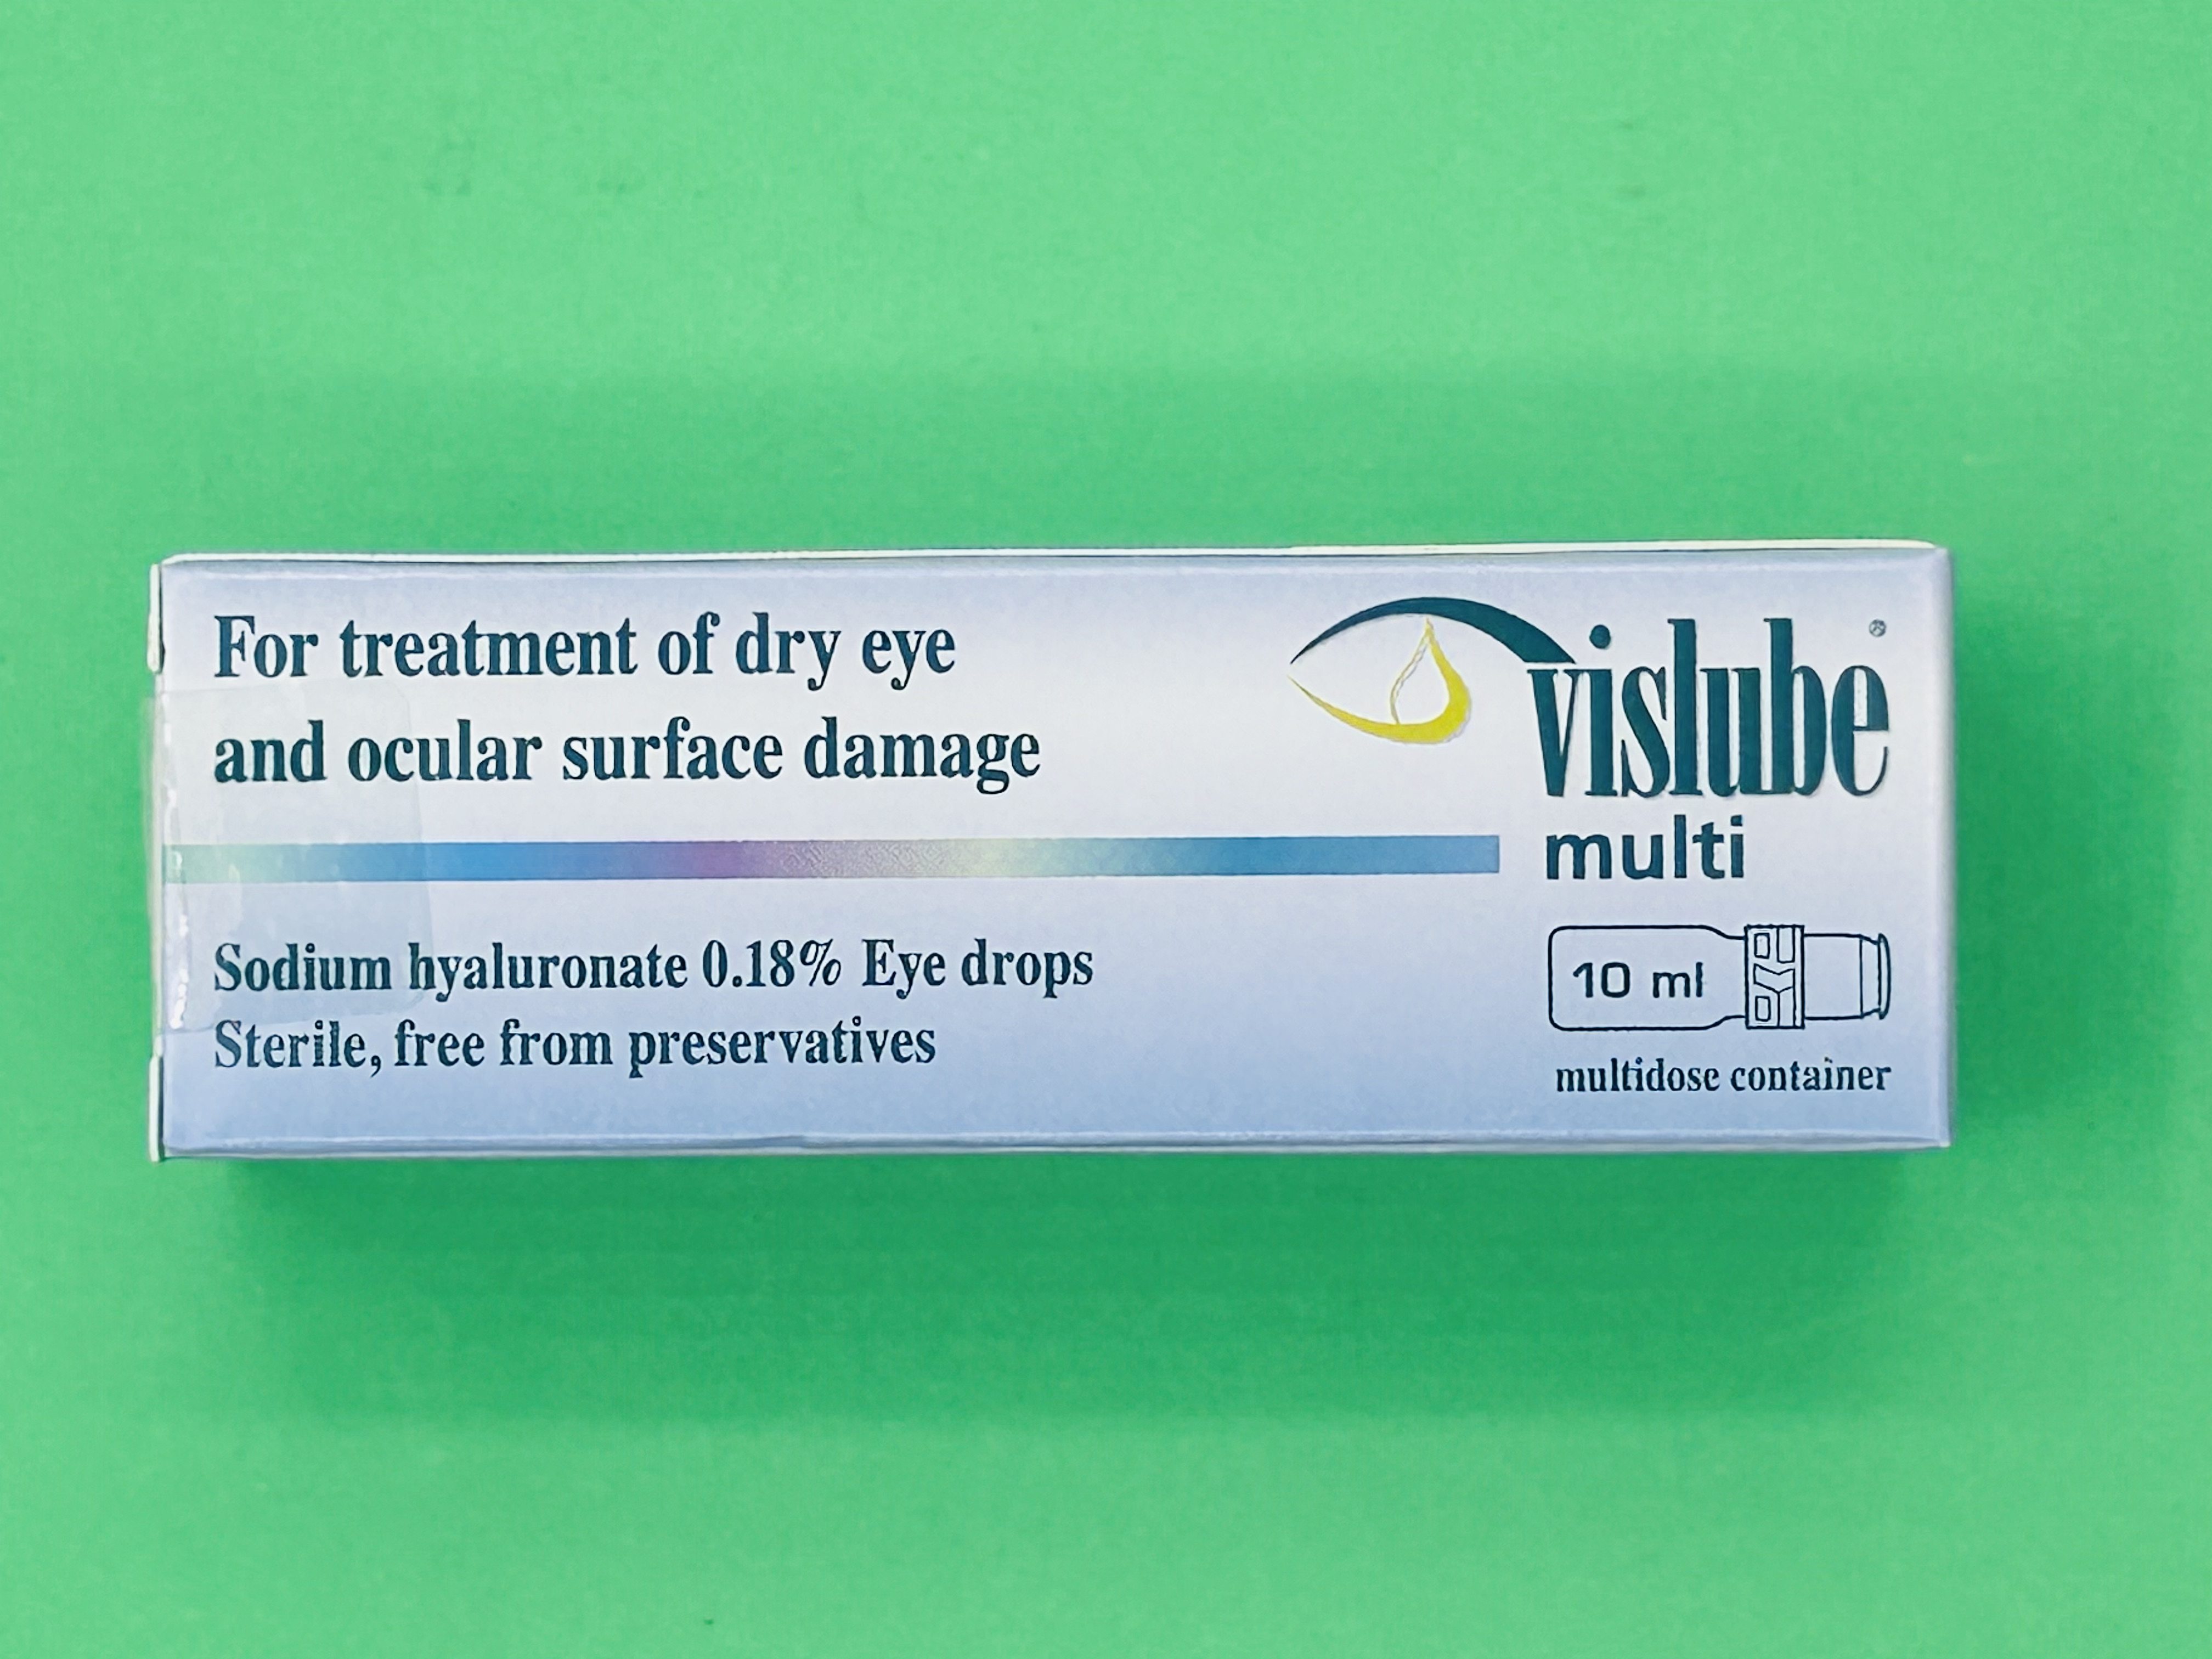 For treatment of dry eye
and ocular surface damage
Sodium hyaluronate 0.18% Eye drops
Sterile, free from preservatives
vislube®
multi
10 ml
multidose container